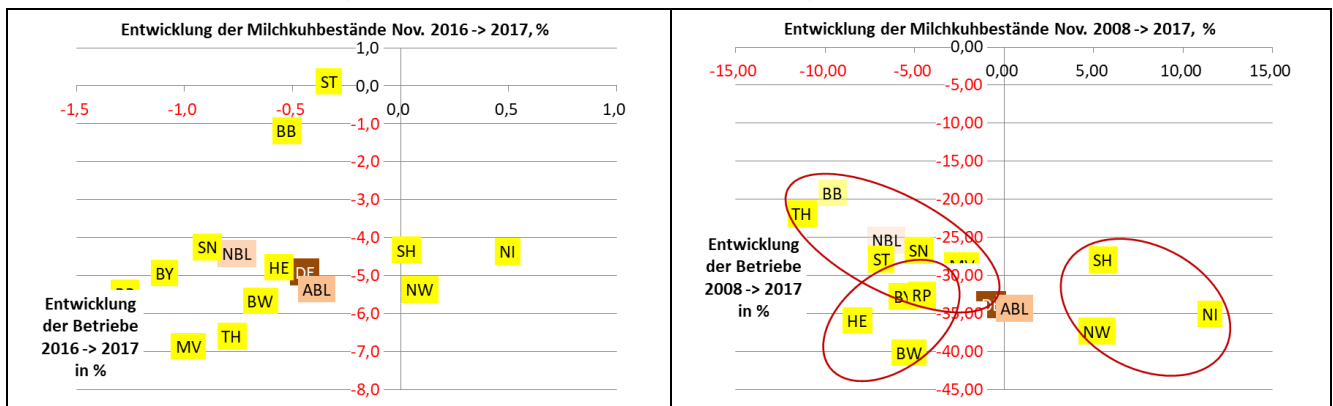 Entwicklung der Milchkuhbestände Nov. 2016 -> 2017, %
1,0
ST
0,0
-1,5
-1,0
-0,5
0,0
0,5
1,0
BB
-1,0
-2,0
-3,0
-4,0
SN
NBL
SH
NI
BY
HE
DE
-5,0
ABL
NW
BW
Entwicklung
der Betriebe
2016 -> 2017
in %
-6,0
TH
MV
-7,0
-8,0
Entwicklung der Milchkuhbestände Nov. 2008 -> 2017, %
0,00
-15,00
-10,00
-5,00
0,00
5,00
10,00
15,00
-5,00
-10,00
-15,00
BB
-20,00
TH
NBL
-25,00
Entwicklung
der Betriebe
2008 -> 2017
in %
ST
SN
MV
SH
-30,00
BY
RP
ABL
HE
-35,00
NI
NW
BW
-40,00
-45,00